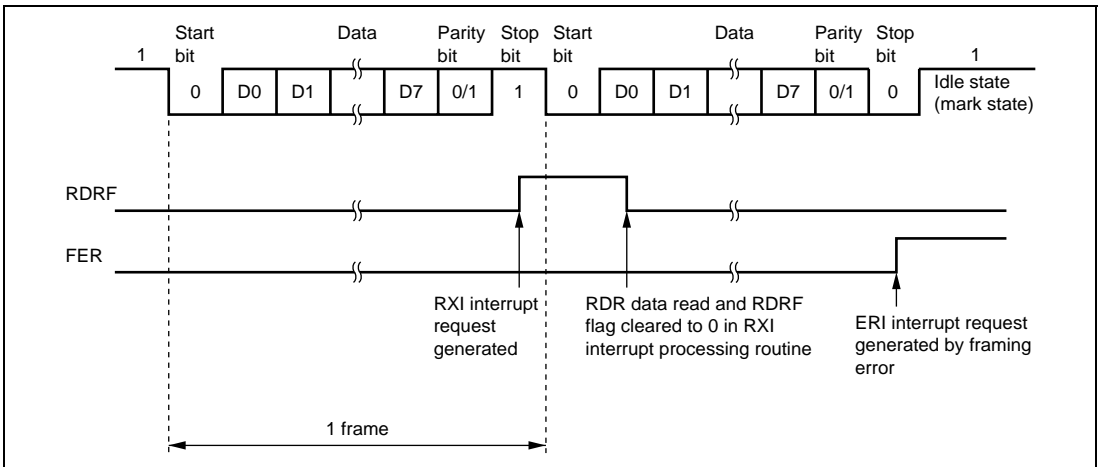 Start Data Parity Stop Start Data Parity Stop
1 bit bit bit bit bit bit 1
0 D0 D1 D7 0/1 1 0 D0 D1 D7 0/1 0 Idle state
(mark state)
RDRF
FER
RXI interrupt
request
generated
RDR data read and RDRF
flag cleared to 0 in RXI
interrupt processing routine
ERI interrupt request
generated by framing
error
1 frame